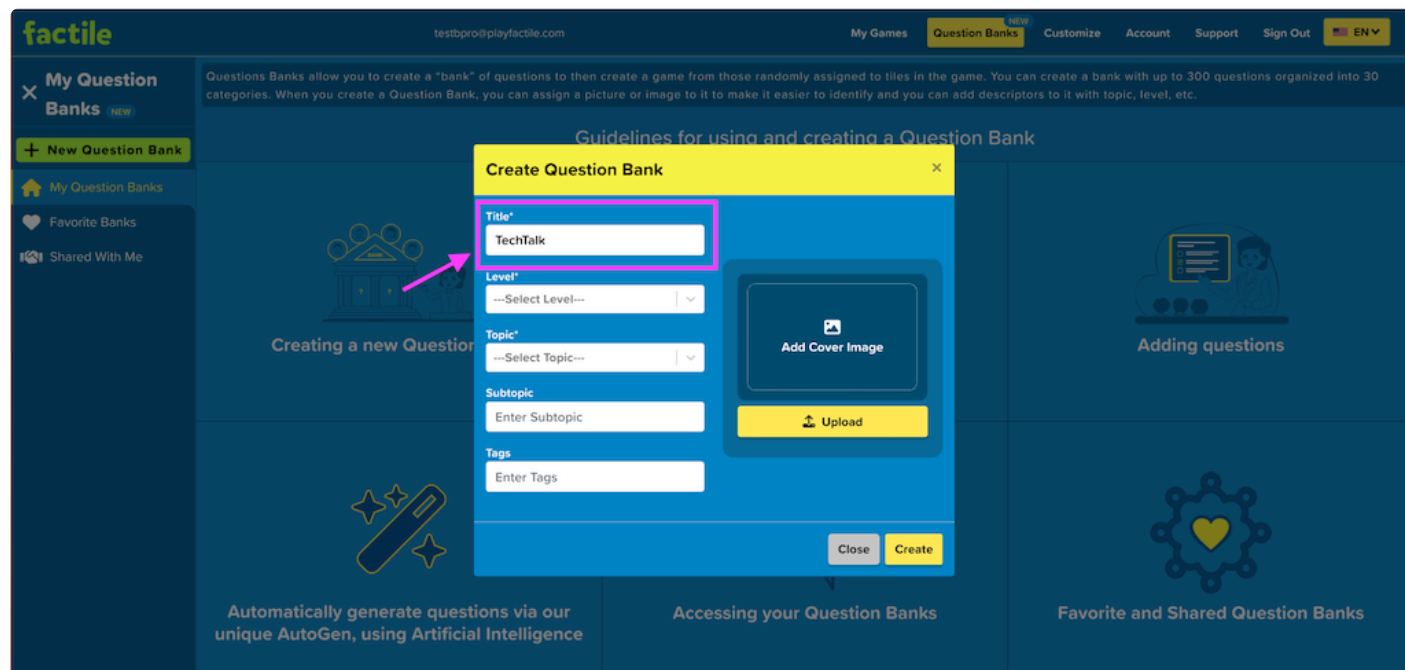 factile
testbpro@playfactile.com
My Games
Question Banks
NEW
Customize
Account
Support
Sign Out
EN
My Question
Banks NEW
Questions Banks allow you to create a "bank" of questions to then create a game from those randomly assigned to tiles in the game. You can create a bank with up to 300 questions organized into 30
categories. When you create a Question Bank, you can assign a picture or image to it to make it easier to identify and you can add descriptors to it with topic, level, etc.
+ New Question Bank
My Question Banks
Favorite Banks
Shared With Me
Guidelines for using and creating a Question Bank
Create Question Bank
×
Title*
TechTalk
Level*
---Select Level---
Topic*
---Select Topic---
Subtopic
Enter Subtopic
Tags
Enter Tags
Add Cover Image
Upload
Close
Create
Creating a new Question
Adding questions
Automatically generate questions via our
unique AutoGen, using Artificial Intelligence
Accessing your Question Banks
Favorite and Shared Question Banks